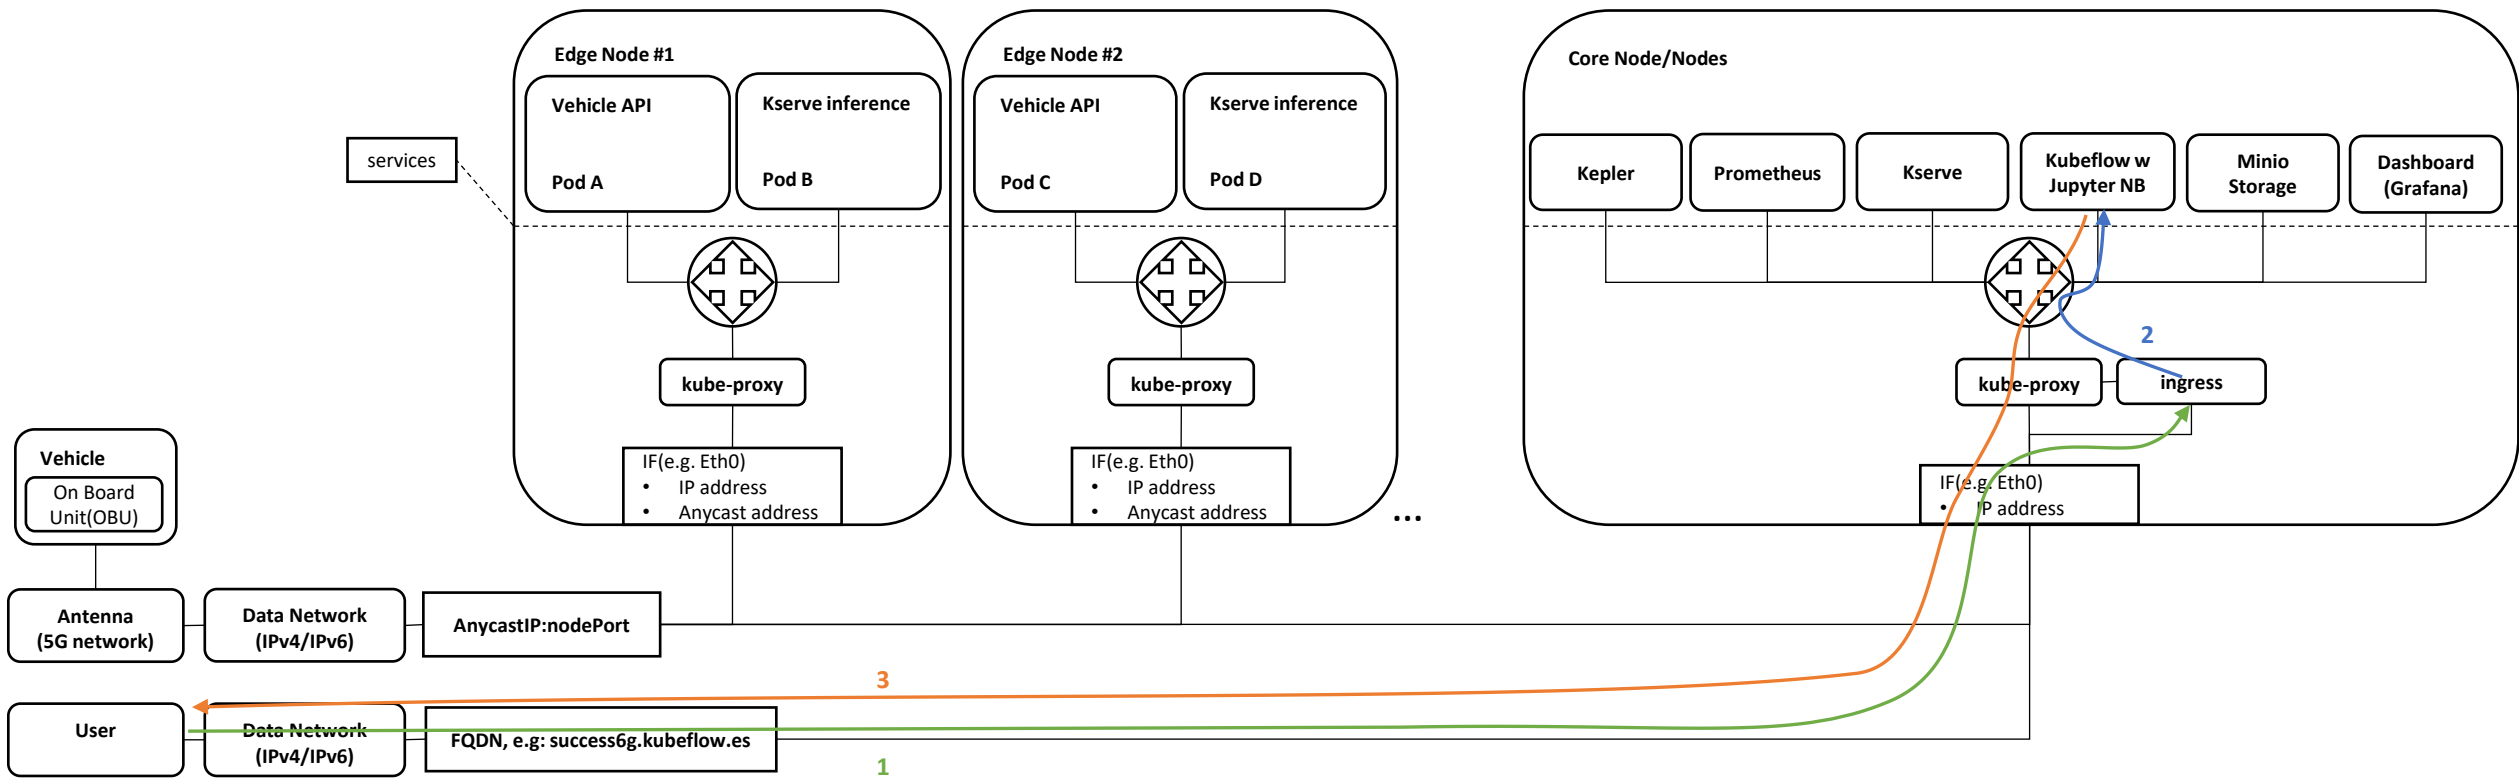 Edge Node #1
Vehicle API
Pod A
Kserve inference
Pod B
Edge Node #2
Vehicle API
Pod C
Kserve inference
Pod D
Core Node/Nodes
Kepler
Prometheus
Kserve
Kubeflow w
Jupyter NB
Minio
Storage
Dashboard
(Grafana)
services
2
kube-proxy
kube-proxy
kube-proxy
ingress
IF(e.g. Eth0)
• IP address
• Anycast address
IF(e.g. Eth0)
• IP address
• Anycast address
...
IF(e.g. Eth0)
• IP address
Vehicle
On Board
Unit(OBU)
Antenna
(5G network)
Data Network
(IPv4/IPv6)
AnycastIP:nodePort
3
User
Data Network
(IPv4/IPv6)
FQDN, e.g: success6g.kubeflow.es
1